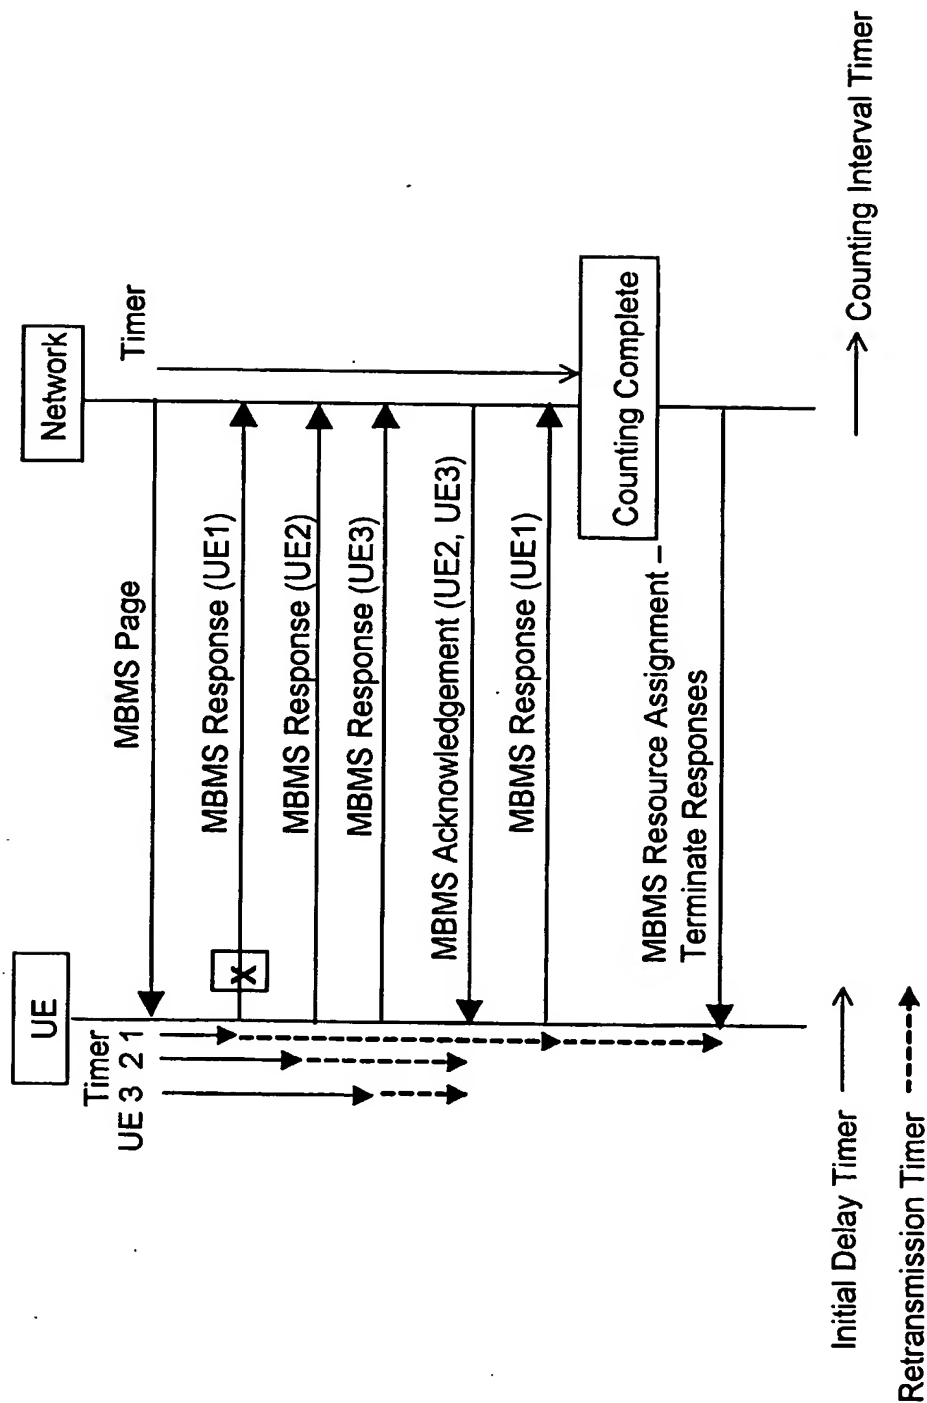 UE
Network
Timer
UE 3 2 1
Timer
MBMS Page
MBMS Response (UE1)
X
MBMS Response (UE2)
MBMS Response (UE3)
MBMS Acknowledgement (UE2, UE3)
MBMS Response (UE1)
Counting Complete
MBMS Resource Assignment –
Terminate Responses
Initial Delay Timer
Counting Interval Timer
Retransmission Timer